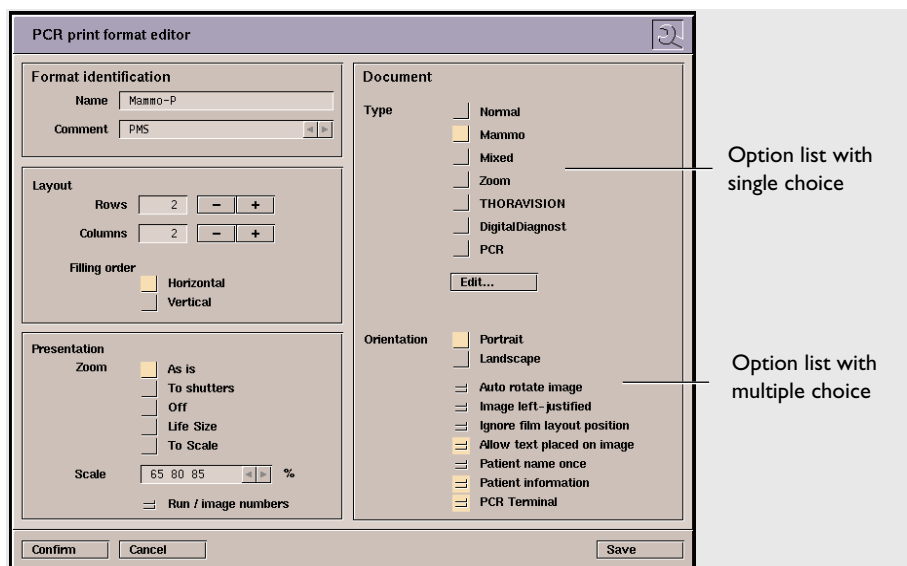 PCR print format editor
Format identification
Name Mammo-P
Comment PMS
Layout
Rows 2 - +
Columns 2 - +
Filling order
Horizontal
Vertical
Presentation
Zoom
As is
To shutters
Off
Life Size
To Scale
Scale 65 80 85 %
Run / image numbers
Document
Type
Normal
Mammo
Mixed
Zoom
THORAVISION
DigitalDiagnost
PCR
Edit...
Orientation
Portrait
Landscape
Auto rotate image
Image left-justified
Ignore film layout position
Allow text placed on image
Patient name once
Patient information
PCR Terminal
Confirm
Cancel
Save
Option list with
single choice
Option list with
multiple choice